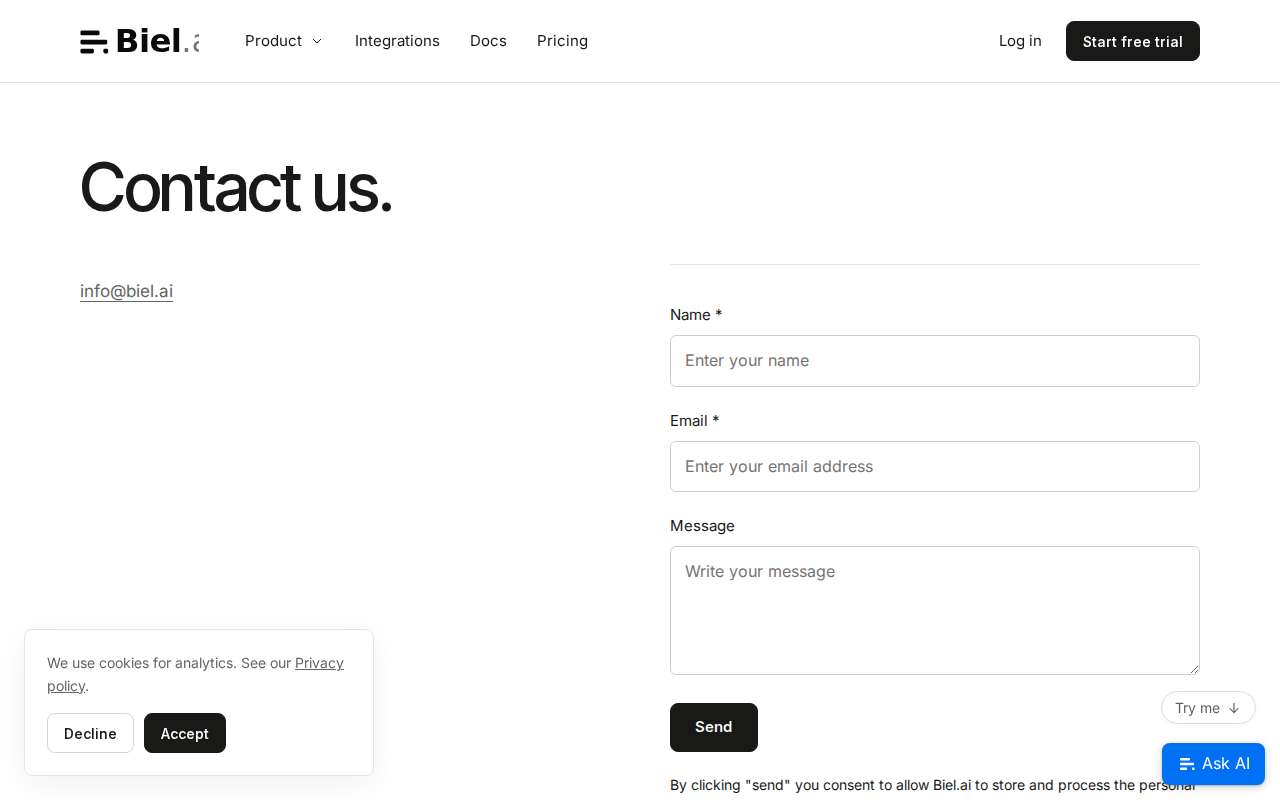 Biel.a
Product
Integrations
Docs
Pricing
Log in
Start free trial
Contact us.
info@biel.ai
Name *
Enter your name
Email *
Enter your email address
Message
Write your message
Send
By clicking "send" you consent to allow Biel.ai to store and process the personal
We use cookies for analytics. See our Privacy
policy.
Decline
Accept
Try me ↓
Ask AI